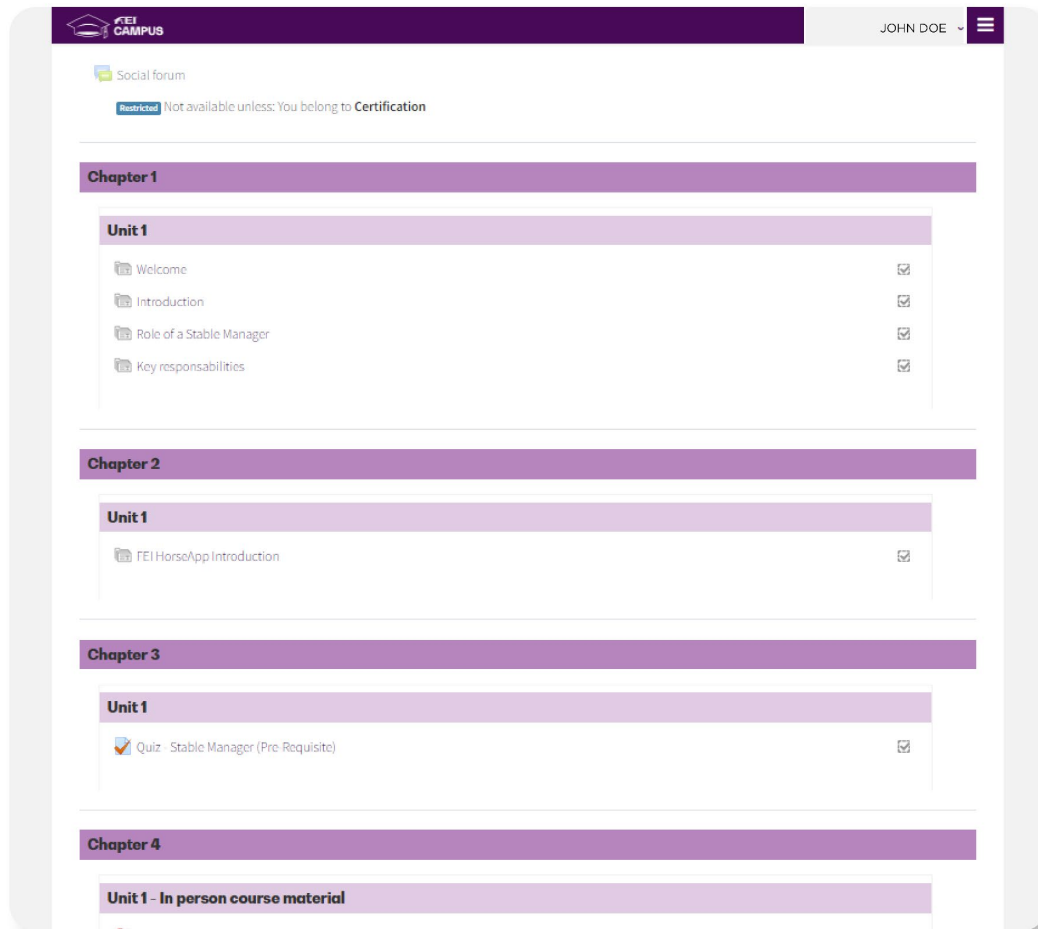 FEI
CAMPUS
JOHN DOE
Social forum
Restricted Not available unless: You belong to Certification
Chapter 1
Unit 1
Welcome
Introduction
Role of a Stable Manager
Key responsabilities
Chapter 2
Unit 1
FEI HorseApp Introduction
Chapter 3
Unit 1
Quiz - Stable Manager (Pre-Requisite)
Chapter 4
Unit 1 - In person course material